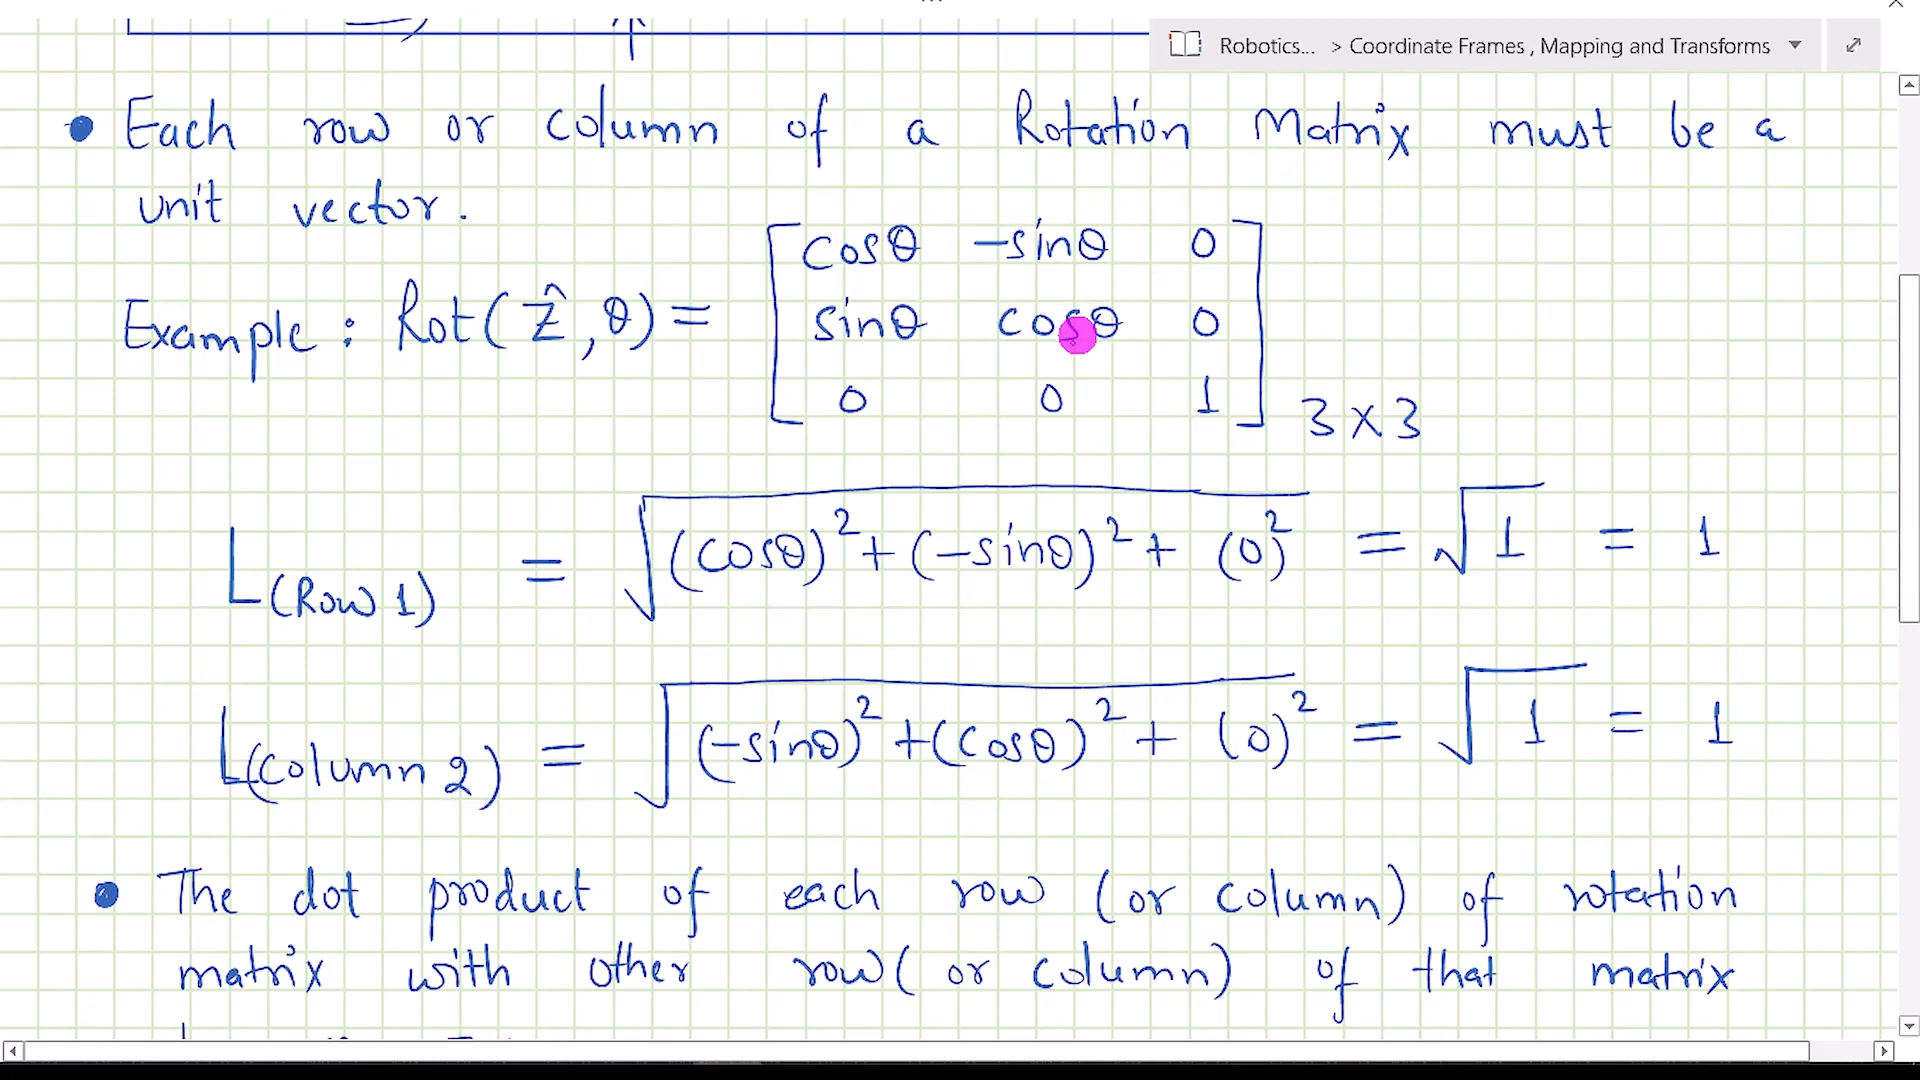 Robotics... > Coordinate Frames , Mapping and Transforms
• Each row or column of a Rotation Matrix must be a
unit vector.
Example : Rot(Ẑ, θ) = [cosθ -sinθ 0
sinθ cosθ 0
0 0 1] 3×3
L(Row 1) = √((cosθ)² + (-sinθ)² + (0)²) = √1 = 1
L(Column 2) = √((-sinθ)² + (cosθ)² + (0)²) = √1 = 1
• The dot product of each row (or column) of rotation
matrix with other row (or column) of that matrix